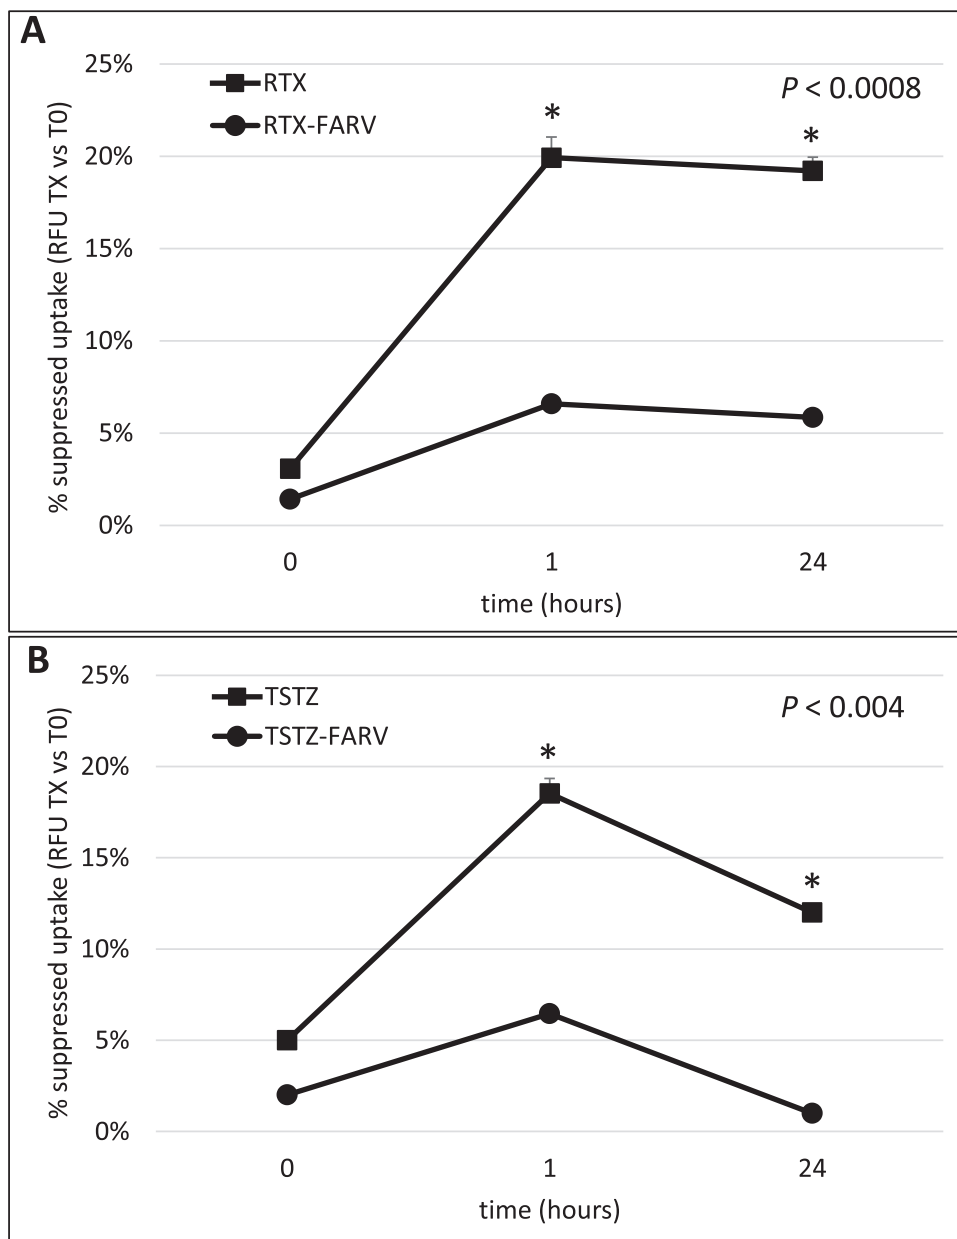 A
25%
RTX
P < 0.0008
*
RTX-FARV
*
20%
15%
10%
5%
0%
% suppressed uptake (RFU TX vs T0)
0 1 24
time (hours)
B
25%
TSTZ
P < 0.004
TSTZ-FARV
*
20%
15%
*
10%
5%
0%
% suppressed uptake (RFU TX vs T0)
0 1 24
time (hours)